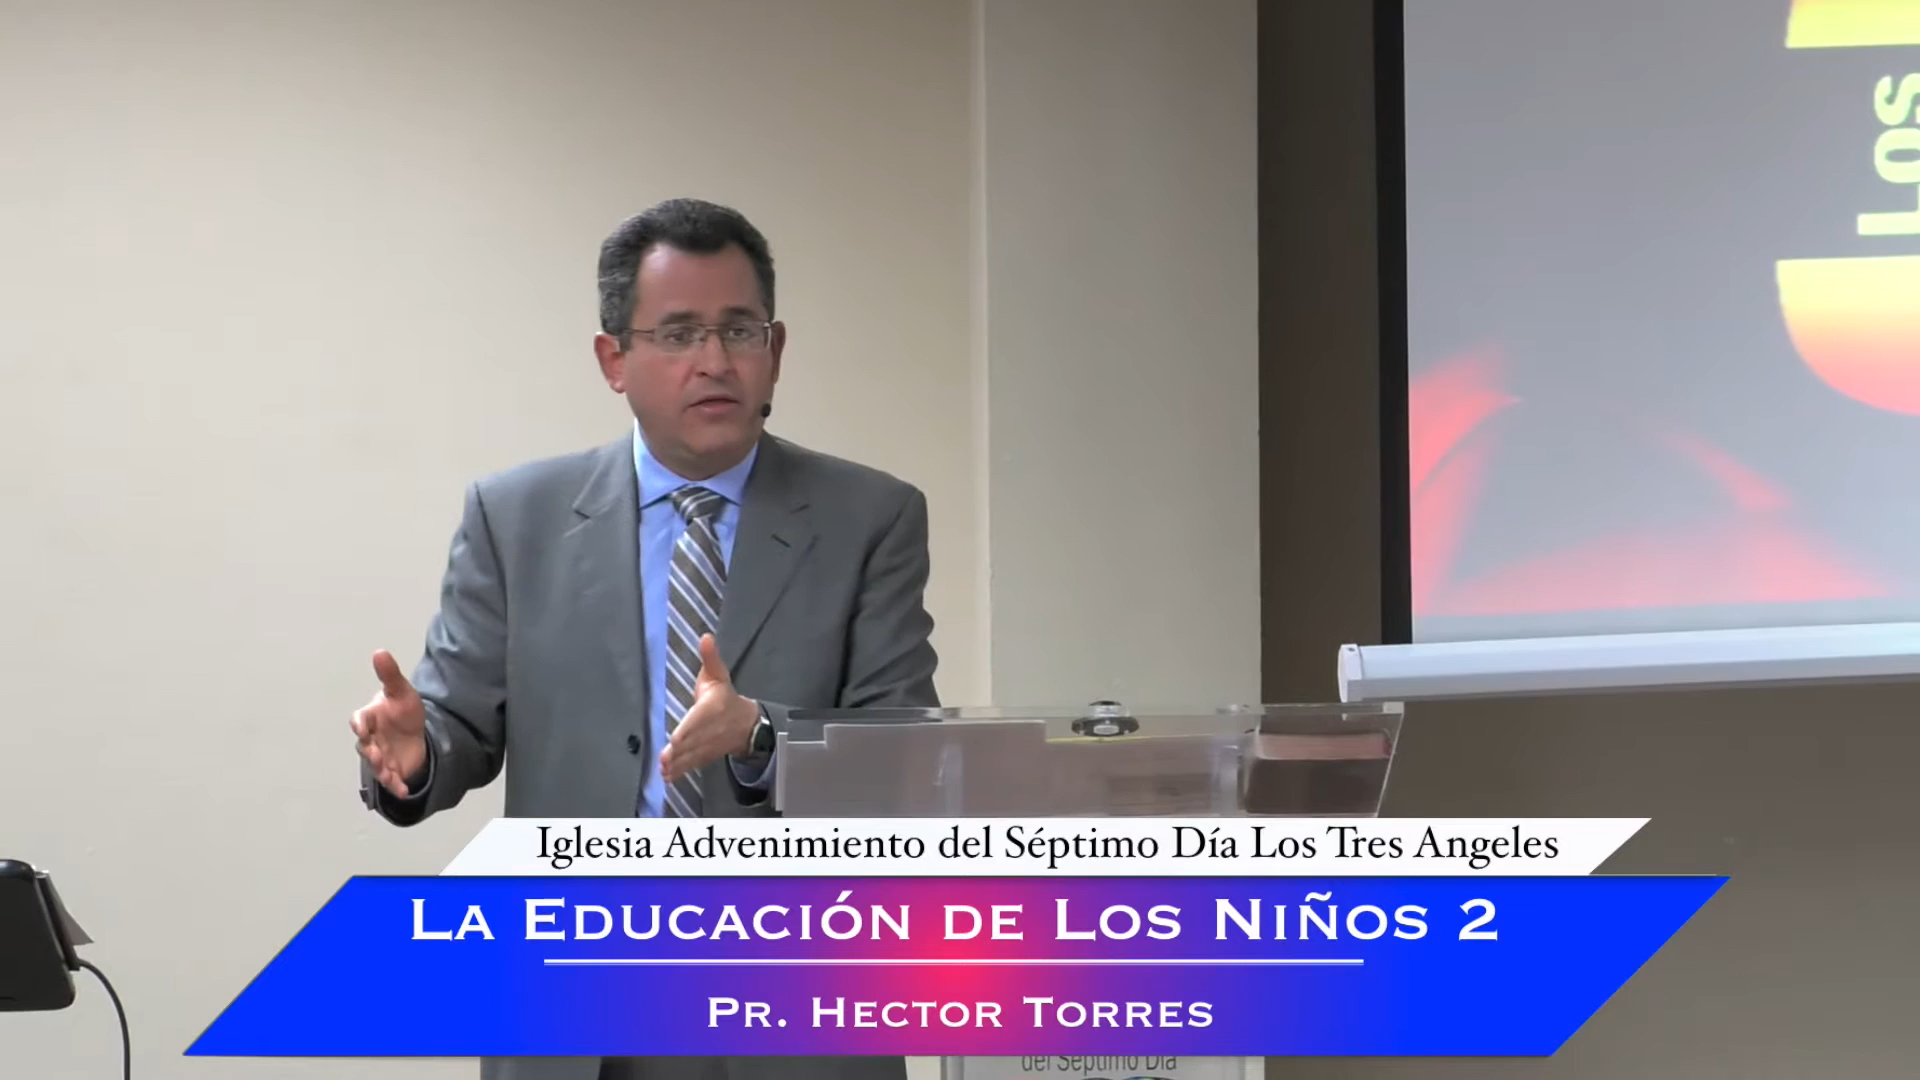 Los
Iglesia Advenimiento del Séptimo Día Los Tres Angeles
La Educación de Los Niños 2
Pr. Hector Torres
del Séptimo Día